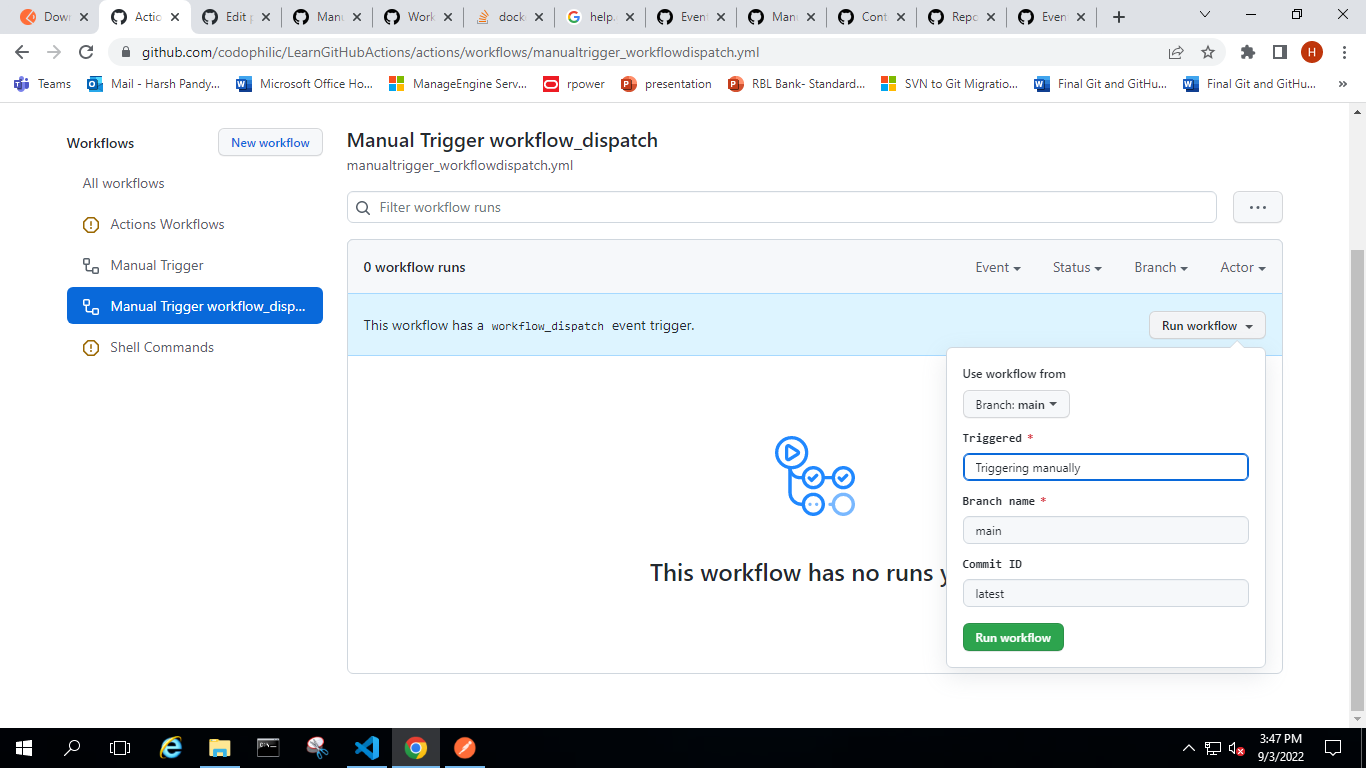 Down
Actio
Edit p
Manu
Work
dock
help.
Event
Manu
Cont
Repo
Even
github.com/codophilic/LearnGitHubActions/actions/workflows/manualtrigger_workflowdispatch.yml
H
Teams
Mail - Harsh Pandy...
Microsoft Office Ho...
ManageEngine Serv...
rpower
presentation
RBL Bank- Standard...
SVN to Git Migratio...
Final Git and GitHu...
Final Git and GitHu...
»
Workflows
New workflow
All workflows
Actions Workflows
Manual Trigger
Manual Trigger workflow_disp...
Shell Commands
Manual Trigger workflow_dispatch
manualtrigger_workflowdispatch.yml
Filter workflow runs
0 workflow runs
Event
Status
Branch
Actor
This workflow has a workflow_dispatch event trigger.
Run workflow
Use workflow from
Branch: main
Triggered *
Triggering manually
Branch name *
main
Commit ID
latest
Run workflow
This workflow has no runs y
3:47 PM
9/3/2022